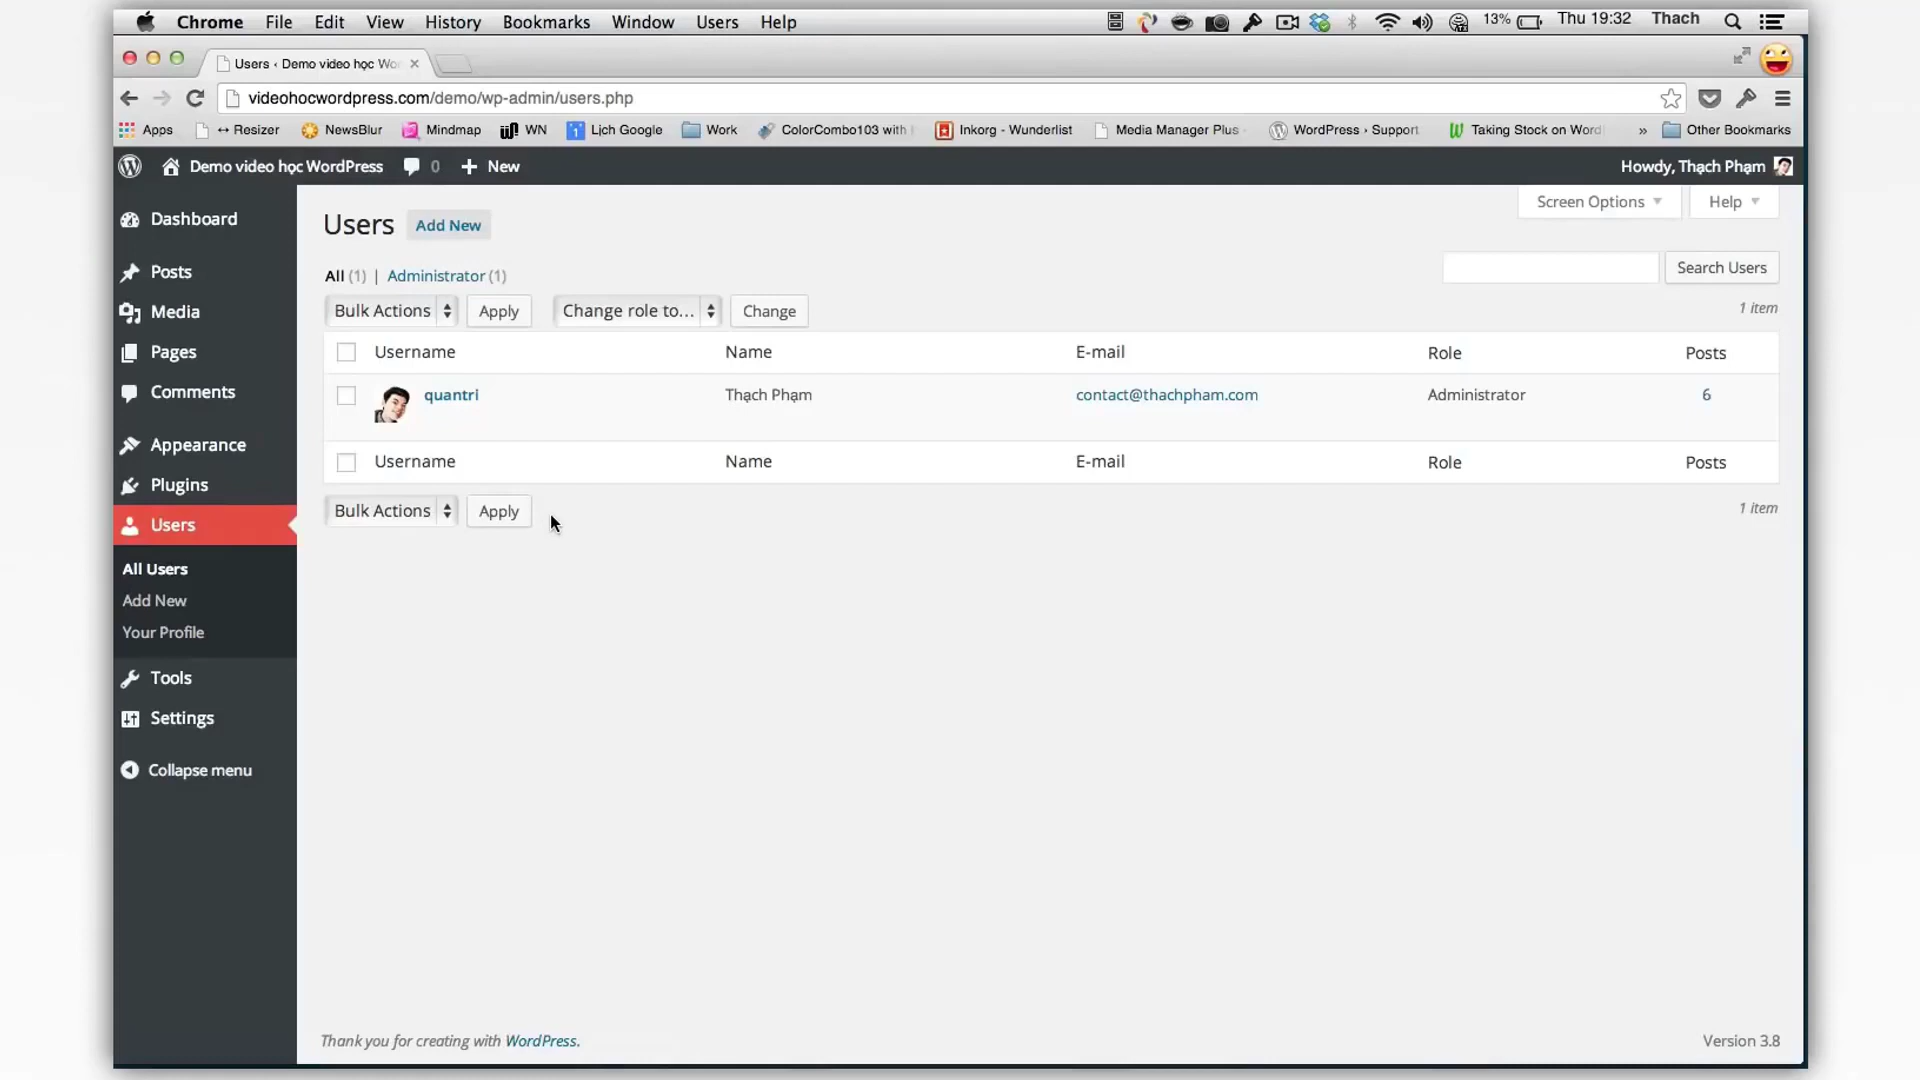 Chrome File Edit View History Bookmarks Window Users Help 13% Thu 19:32 Thach
Users ‹ Demo video học Wo
videohocwordpress.com/demo/wp-admin/users.php
Apps ↔ Resizer NewsBlur Mindmap WN 1 Lịch Google Work ColorCombo103 with Inkorg - Wunderlist Media Manager Plus WordPress › Support Taking Stock on Word » Other Bookmarks
Demo video học WordPress 0 + New Howdy, Thạch Phạm
Screen Options Help
Users Add New
All (1) | Administrator (1)
Search Users
Bulk Actions Apply Change role to... Change 1 item
Username Name E-mail Role Posts
quantri Thạch Phạm contact@thachpham.com Administrator 6
Username Name E-mail Role Posts
Bulk Actions Apply 1 item
Dashboard
Posts
Media
Pages
Comments
Appearance
Plugins
Users
All Users
Add New
Your Profile
Tools
Settings
Collapse menu
Thank you for creating with WordPress. Version 3.8